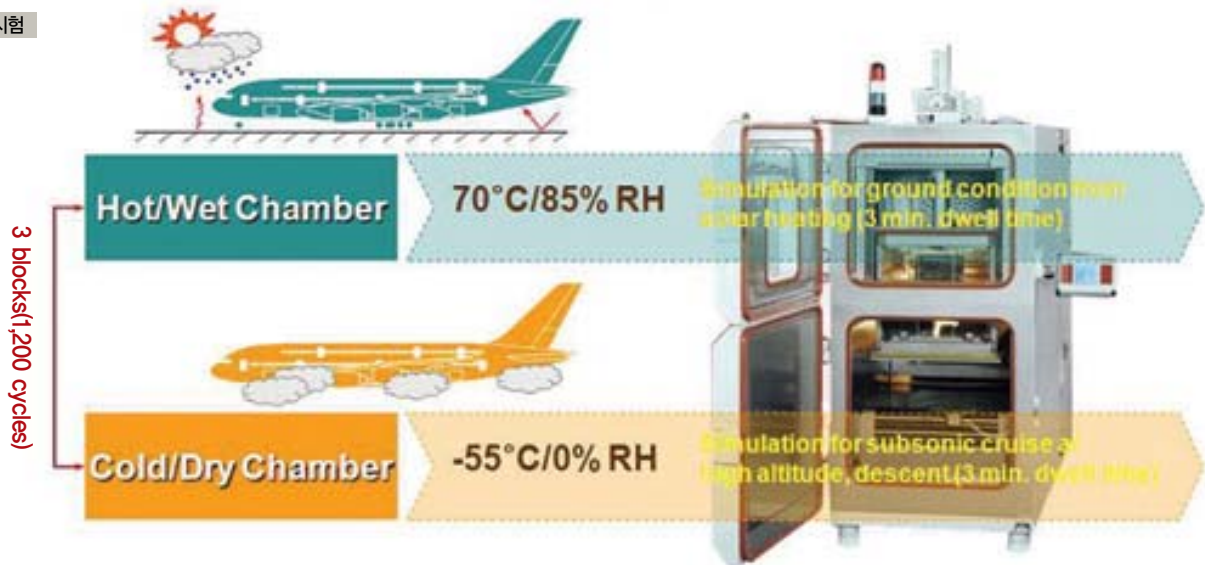 시험
Hot/Wet Chamber
70°C/85% RH
Simulation for ground condition from
solar heating (3 min. dwell time)
3 blocks(1,200 cycles)
Cold/Dry Chamber
-55°C/0% RH
Simulation for subsonic cruise at
high altitude, descent (3 min. dwell time)